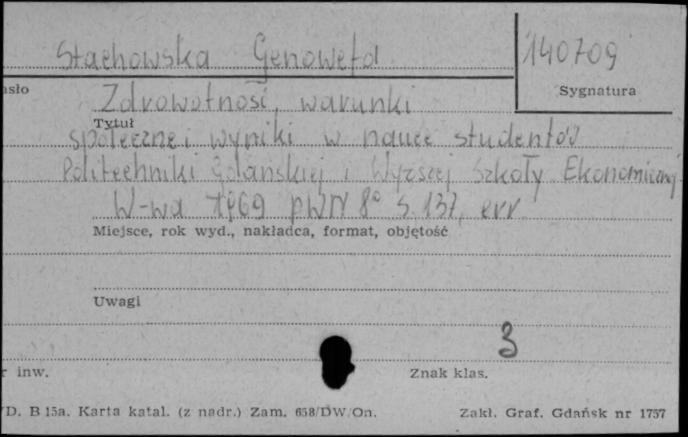 Stachowska Genowefa
140709
asło
Sygnatura
Zdrowotność, warunki
Tytuł
społeczne i wyniki w nauce studentów
Politechniki Gdańskiej i Wyższej Szkoły Ekonomicznej
W-wa 1969 PWN 8° s. 137, err.
Miejsce, rok wyd., nakładca, format, objętość
Uwagi
3
r inw.
Znak klas.
/D. B 15a. Karta katal. (z nadr.) Zam. 658/DW/On.
Zakł. Graf. Gdańsk nr 1757